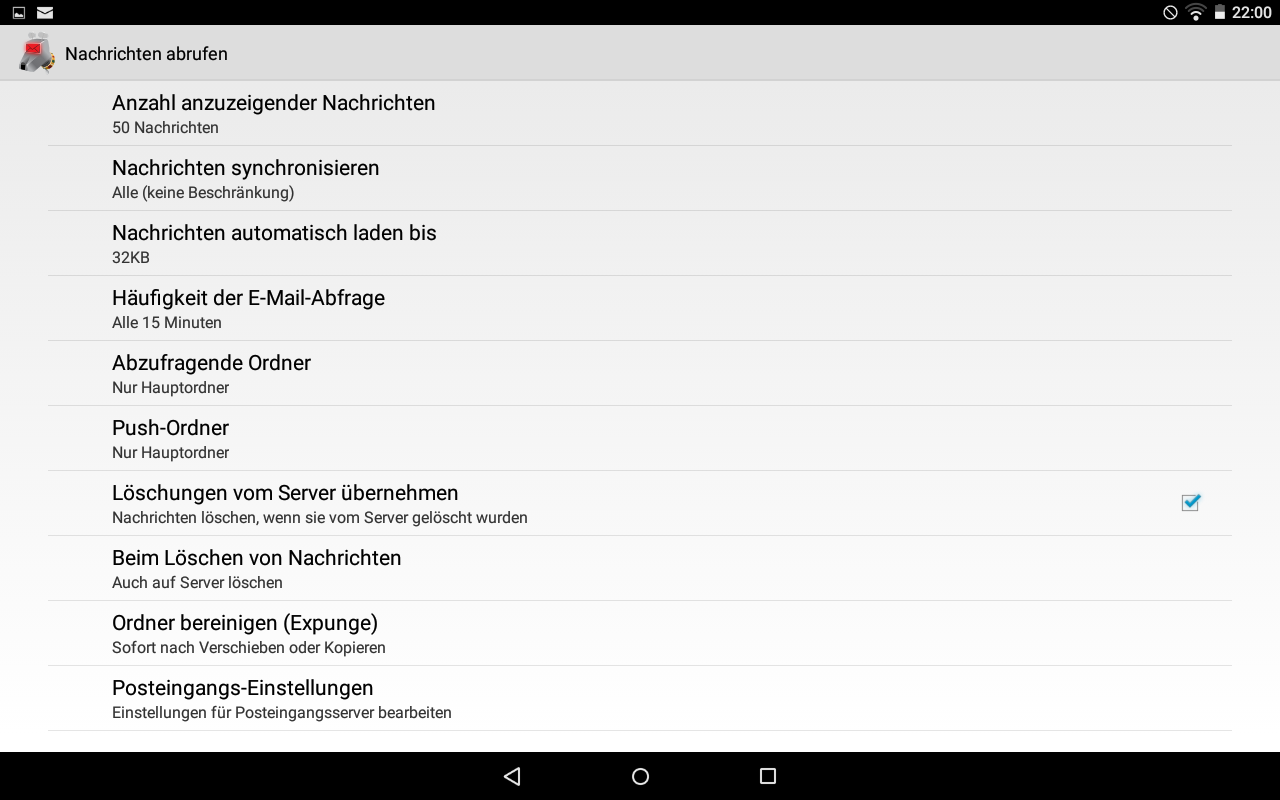 22:00
Nachrichten abrufen
Anzahl anzuzeigender Nachrichten
50 Nachrichten
Nachrichten synchronisieren
Alle (keine Beschränkung)
Nachrichten automatisch laden bis
32KB
Häufigkeit der E-Mail-Abfrage
Alle 15 Minuten
Abzufragende Ordner
Nur Hauptordner
Push-Ordner
Nur Hauptordner
Löschungen vom Server übernehmen
Nachrichten löschen, wenn sie vom Server gelöscht wurden
Beim Löschen von Nachrichten
Auch auf Server löschen
Ordner bereinigen (Expunge)
Sofort nach Verschieben oder Kopieren
Posteingangs-Einstellungen
Einstellungen für Posteingangsserver bearbeiten